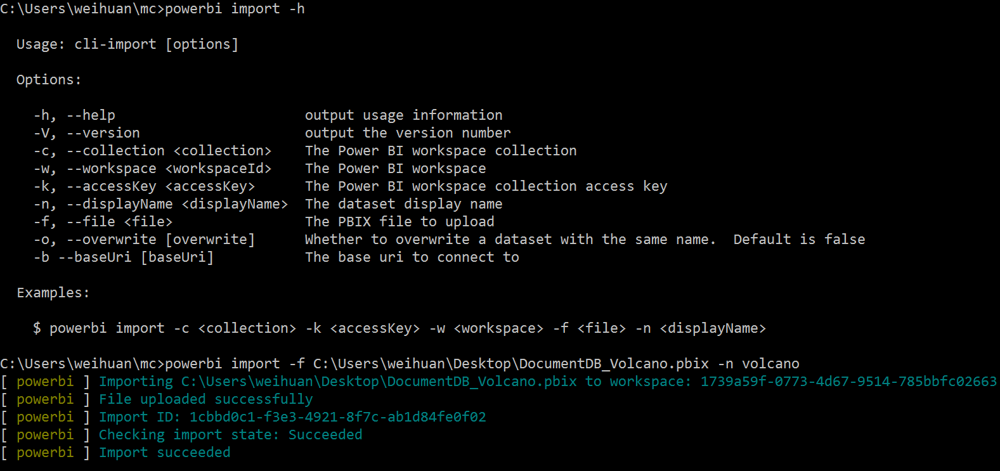 C:\Users\weihuan\mc>powerbi import -h
Usage: cli-import [options]
Options:
-h, --help output usage information
-V, --version output the version number
-c, --collection <collection> The Power BI workspace collection
-w, --workspace <workspaceId> The Power BI workspace
-k, --accessKey <accessKey> The Power BI workspace collection access key
-n, --displayName <displayName> The dataset display name
-f, --file <file> The PBIX file to upload
-o, --overwrite [overwrite] Whether to overwrite a dataset with the same name.  Default is false
-b --baseUri [baseUri] The base uri to connect to
Examples:
$ powerbi import -c <collection> -k <accessKey> -w <workspace> -f <file> -n <displayName>
C:\Users\weihuan\mc>powerbi import -f C:\Users\weihuan\Desktop\DocumentDB_Volcano.pbix -n volcano
[ powerbi ] Importing C:\Users\weihuan\Desktop\DocumentDB_Volcano.pbix to workspace: 1739a59f-0773-4d67-9514-785bbfc02663
[ powerbi ] File uploaded successfully
[ powerbi ] Import ID: 1cbbd0c1-f3e3-4921-8f7c-ab1d84fe0f02
[ powerbi ] Checking import state: Succeeded
[ powerbi ] Import succeeded